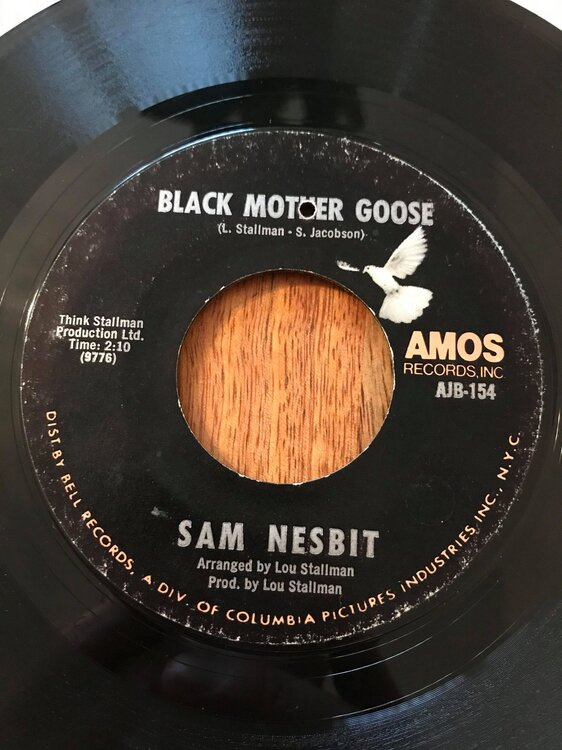 BLACK MOTHER GOOSE
(L. Stallman - S. Jacobson)
Think Stallman
Production Ltd.
Time: 2:10
(9776)
AMOS
RECORDS, INC
AJB-154
SAM NESBIT
Arranged by Lou Stallman
Prod. by Lou Stallman
DIST. BY BELL RECORDS, A DIV. OF COLUMBIA PICTURES INDUSTRIES, INC., N.Y.C.